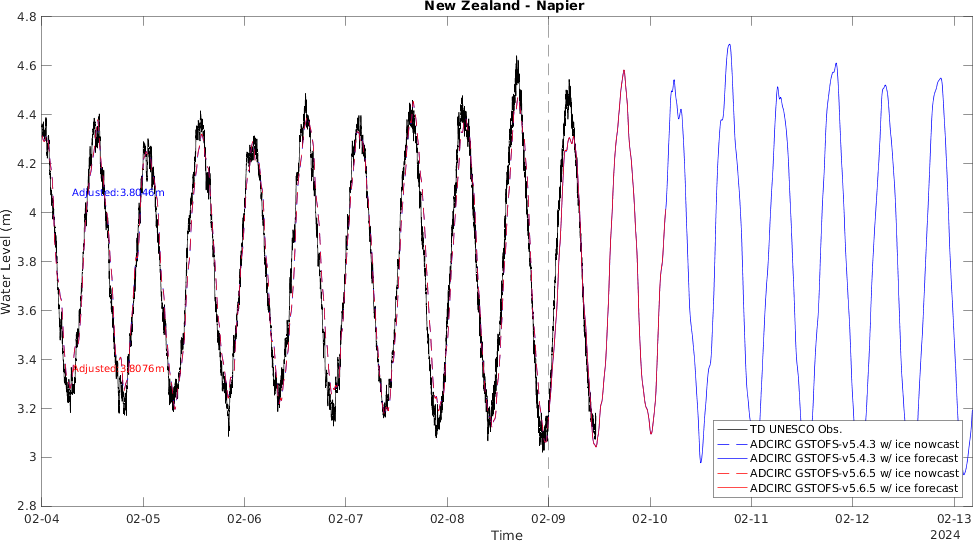 New Zealand - Napier
4.8
4.6
4.4
4.2
4
3.8
3.6
3.4
3.2
3
2.8
Water Level (m)
Adjusted:3.8046m
Adjusted:3.8076m
TD UNESCO Obs.
ADCIRC GSTOFS-v5.4.3 w/ ice nowcast
ADCIRC GSTOFS-v5.4.3 w/ ice forecast
ADCIRC GSTOFS-v5.6.5 w/ ice nowcast
ADCIRC GSTOFS-v5.6.5 w/ ice forecast
02-04 02-05 02-06 02-07 02-08 02-09 02-10 02-11 02-12 02-13
Time 2024